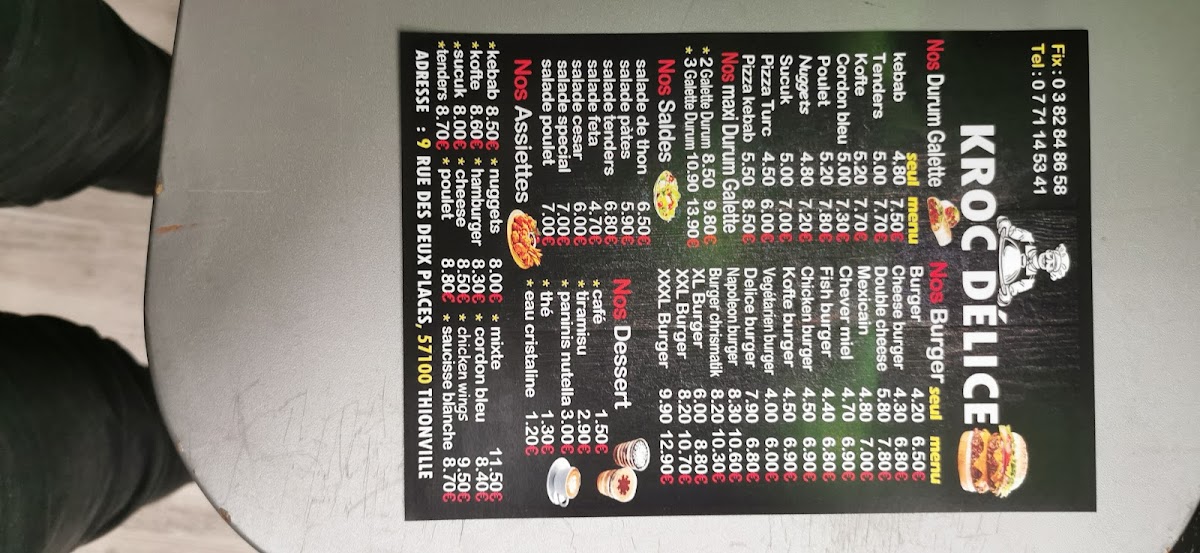 Fix : 0 3 82 84 86 58
Tel : 0 7 71 14 53 41
KROC DÉLICE
Nos Durum Galette
seul menu
kebab 4.80 7.50€
Tenders 5.00 7.70€
Kofte 5.20 7.70€
Cordon bleu 5.00 7.30€
Poulet 5.20 7.80€
Nuggets 4.80 7.20€
Sucuk 5.00 7.00€
Pizza Turc 4.50 6.00€
Pizza kebab 5.50 8.50€
Nos maxi Durum Galette
* 2 Galette Durum 8.50 9.80€
* 3 Galette Durum 10.90 13.90€
Nos Saldes
salade de thon 6.50€
salade pâtes 5.90€
salade tenders 6.80€
salade feta 4.70€
salade cesar 6.00€
salade special 7.00€
salade poulet 7.00€
Nos Burger seul menu
Burger 4.20 6.50€
Cheese burger 4.30 6.80€
Double cheese 5.80 7.80€
Mexicain 4.80 7.00€
Chever miel 4.70 6.90€
Fish burger 4.40 6.80€
Chicken burger 4.50 6.90€
Kofte burger 4.50 6.90€
Vegétarien burger 4.00 6.00€
Delice burger 7.90 6.80€
Napoleon burger 8.30 10.60€
Burger chrismatik 8.20 10.30€
XL Burger 6.00 8.80€
XXL Burger 8.20 10.70€
XXXL Burger 9.90 12.90€
Nos Dessert
* café 1.50€
* tiramisu 2.90€
* paninis nutella 3.00€
* thé 1.30€
* eau cristaline 1.20€
Nos Assiettes
* kebab 8.50€ * nuggets 8.00€ * mixte 11.50€
* kofte 8.60€ * hamburger 8.30€ * cordon bleu 8.40€
* sucuk 8.00€ * cheese 8.50€ * chicken wings 9.50€
* tenders 8.70€ * poulet 8.80€ * saucisse blanche 8.70€
ADRESSE : 9 RUE DES DEUX PLACES, 57100 THIONVILLE